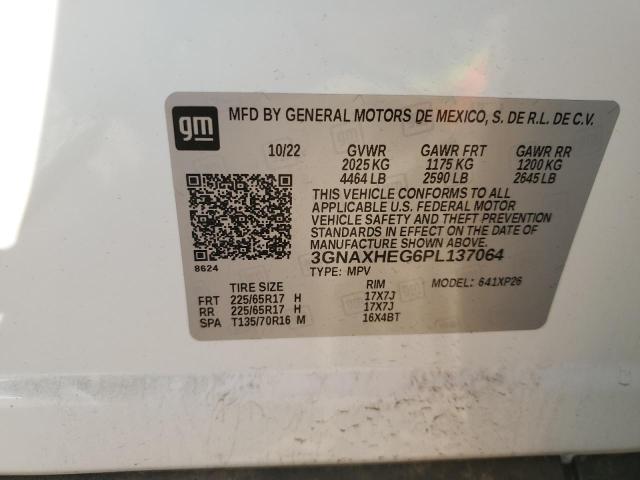 gm
MFD BY GENERAL MOTORS DE MEXICO, S. DE R.L. DE C.V.
10/22 GVWR GAWR FRT GAWR RR
2025 KG 1175 KG 1200 KG
4464 LB 2590 LB 2645 LB
THIS VEHICLE CONFORMS TO ALL
APPLICABLE U.S. FEDERAL MOTOR
VEHICLE SAFETY AND THEFT PREVENTION
STANDARDS IN EFFECT ON THE DATE OF
MANUFACTURE SHOWN ABOVE.
8624
3GNAXHEG6PL137064
TYPE: MPV MODEL: 641XP26
TIRE SIZE RIM
FRT 225/65R17 H 17X7J
RR 225/65R17 H 17X7J
SPA T135/70R16 M 16X4BT